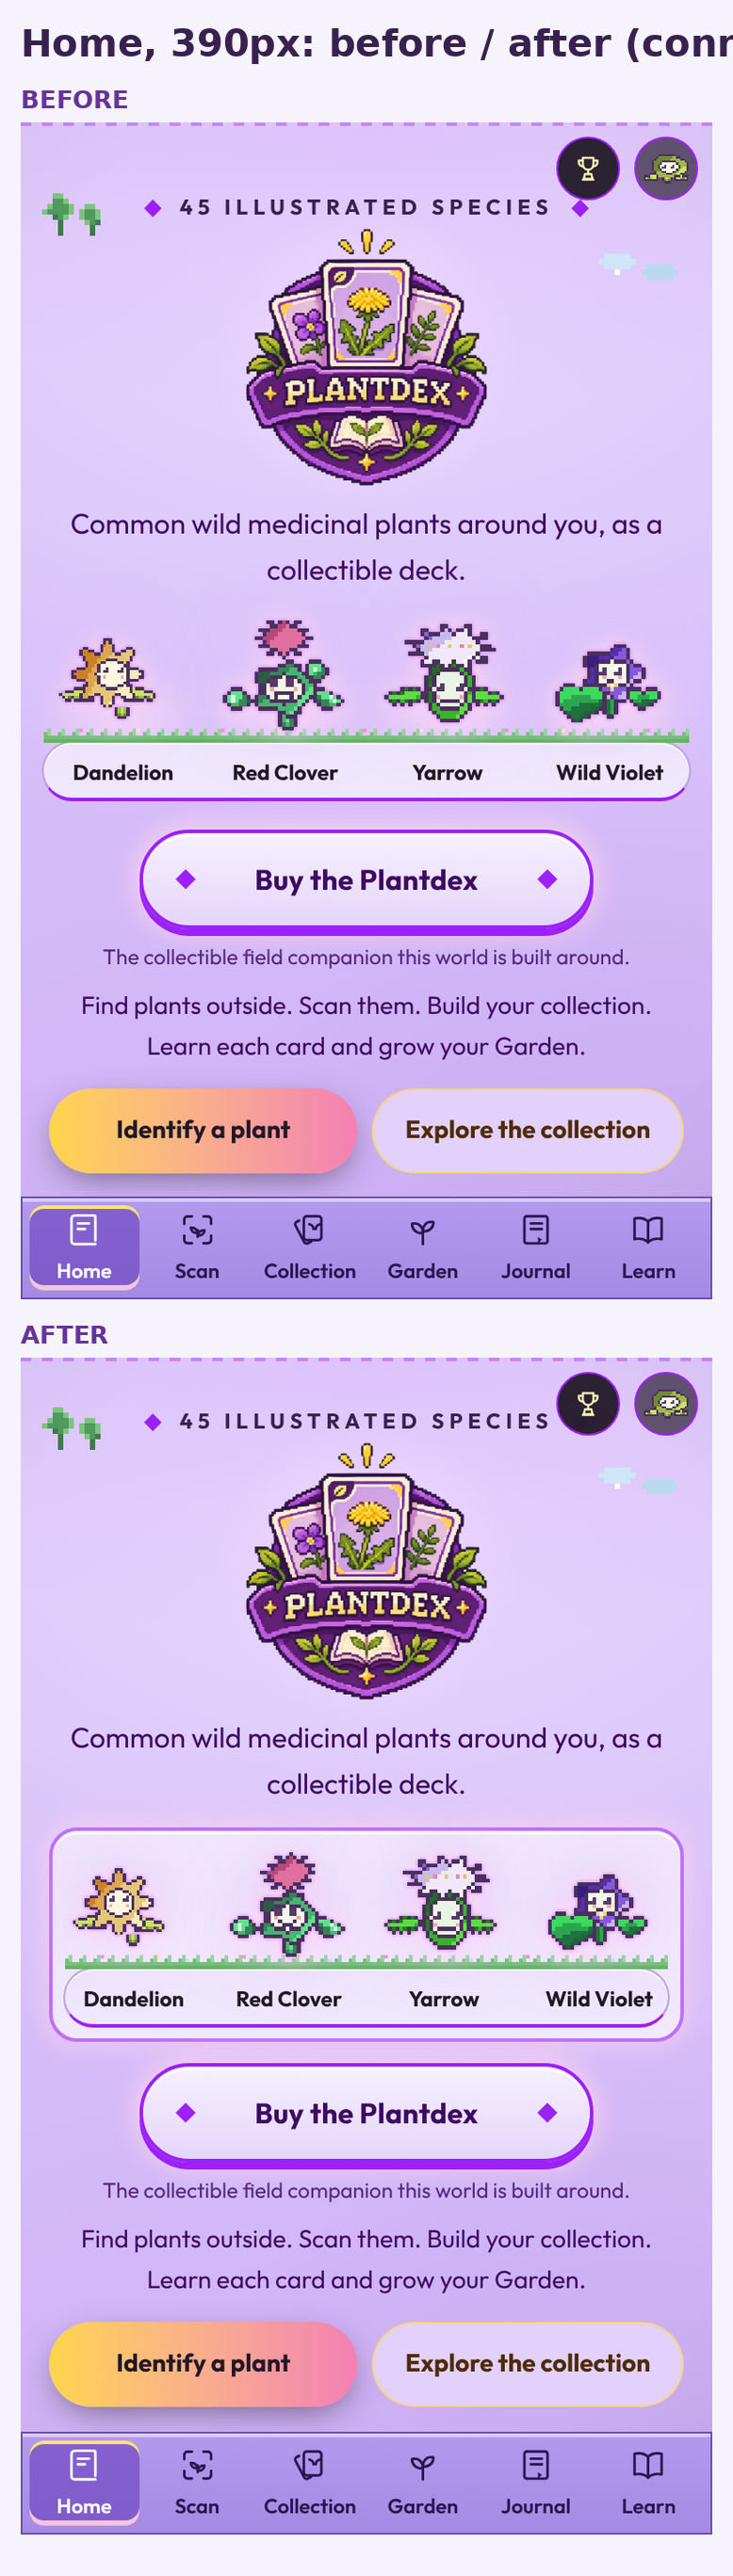 Home, 390px: before / after (conr
BEFORE
45 ILLUSTRATED SPECIES
PLANTDEX
Common wild medicinal plants around you, as a
collectible deck.
Dandelion Red Clover Yarrow Wild Violet
Buy the Plantdex
The collectible field companion this world is built around.
Find plants outside. Scan them. Build your collection.
Learn each card and grow your Garden.
Identify a plant Explore the collection
Home Scan Collection Garden Journal Learn
AFTER
45 ILLUSTRATED SPECIES
PLANTDEX
Common wild medicinal plants around you, as a
collectible deck.
Dandelion Red Clover Yarrow Wild Violet
Buy the Plantdex
The collectible field companion this world is built around.
Find plants outside. Scan them. Build your collection.
Learn each card and grow your Garden.
Identify a plant Explore the collection
Home Scan Collection Garden Journal Learn